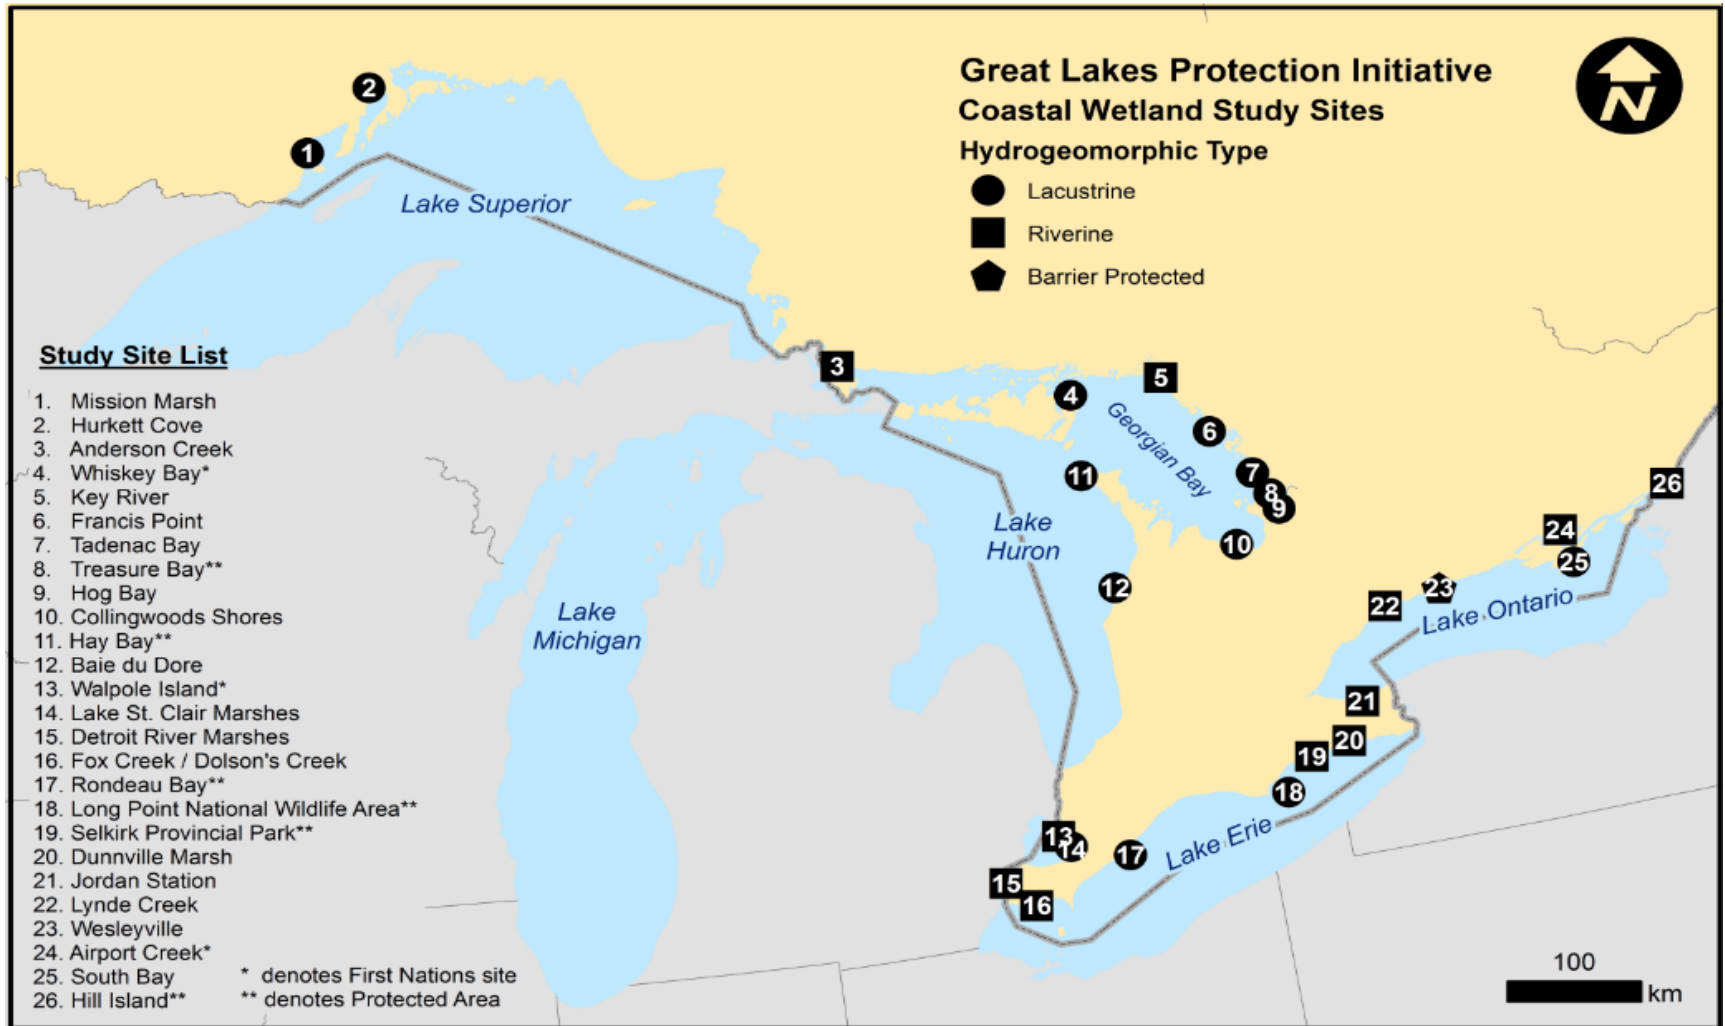 Great Lakes Protection Initiative
Coastal Wetland Study Sites
Hydrogeomorphic Type
Lacustrine
Riverine
Barrier Protected
N
Lake Superior
Georgian Bay
Lake
Huron
Lake
Michigan
Lake Ontario
Lake Erie
1
2
3
4
5
6
7
8
9
10
11
12
13
14
15
16
17
18
19
20
21
22
23
24
25
26
Study Site List
1. Mission Marsh
2. Hurkett Cove
3. Anderson Creek
4. Whiskey Bay*
5. Key River
6. Francis Point
7. Tadenac Bay
8. Treasure Bay**
9. Hog Bay
10. Collingwoods Shores
11. Hay Bay**
12. Baie du Dore
13. Walpole Island*
14. Lake St. Clair Marshes
15. Detroit River Marshes
16. Fox Creek / Dolson's Creek
17. Rondeau Bay**
18. Long Point National Wildlife Area**
19. Selkirk Provincial Park**
20. Dunnville Marsh
21. Jordan Station
22. Lynde Creek
23. Wesleyville
24. Airport Creek*
25. South Bay
26. Hill Island**
* denotes First Nations site
** denotes Protected Area
100
km